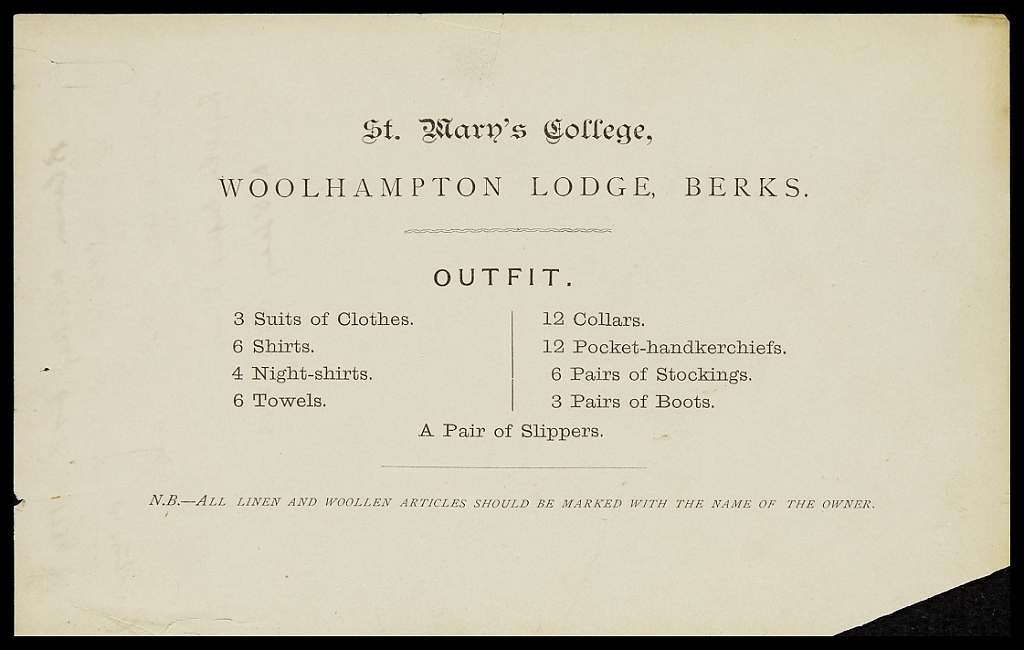 St. Mary's College,
WOOLHAMPTON LODGE, BERKS.
OUTFIT.
3 Suits of Clothes.
6 Shirts.
4 Night-shirts.
6 Towels.
12 Collars.
12 Pocket-handkerchiefs.
6 Pairs of Stockings.
3 Pairs of Boots.
A Pair of Slippers.
N.B.—ALL LINEN AND WOOLLEN ARTICLES SHOULD BE MARKED WITH THE NAME OF THE OWNER.